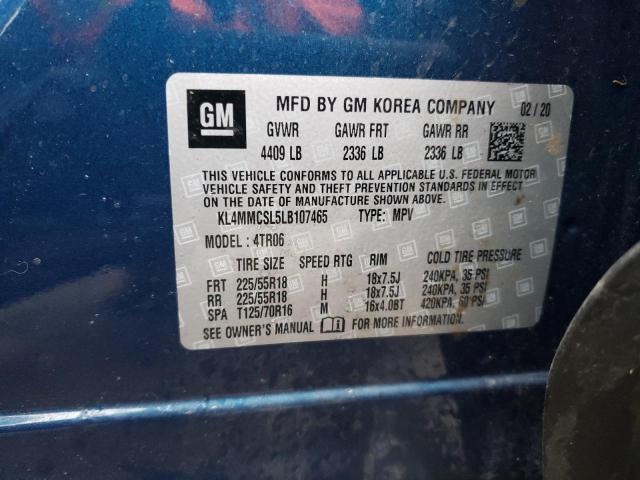 GM MFD BY GM KOREA COMPANY 02/20
GVWR GAWR FRT GAWR RR
4409 LB 2336 LB 2336 LB
THIS VEHICLE CONFORMS TO ALL APPLICABLE U.S. FEDERAL MOTOR
VEHICLE SAFETY AND THEFT PREVENTION STANDARDS IN EFFECT
ON THE DATE OF MANUFACTURE SHOWN ABOVE.
KL4MMCSL5LB107465 TYPE: MPV
MODEL: 4TR06
TIRE SIZE SPEED RTG RIM COLD TIRE PRESSURE
FRT 225/55R18 H 18x7.5J 240KPA, 35 PSI
RR 225/55R18 H 18x7.5J 240KPA, 35 PSI
SPA T125/70R16 M 16x4.0BT 420KPA, 60 PSI
SEE OWNER'S MANUAL FOR MORE INFORMATION.